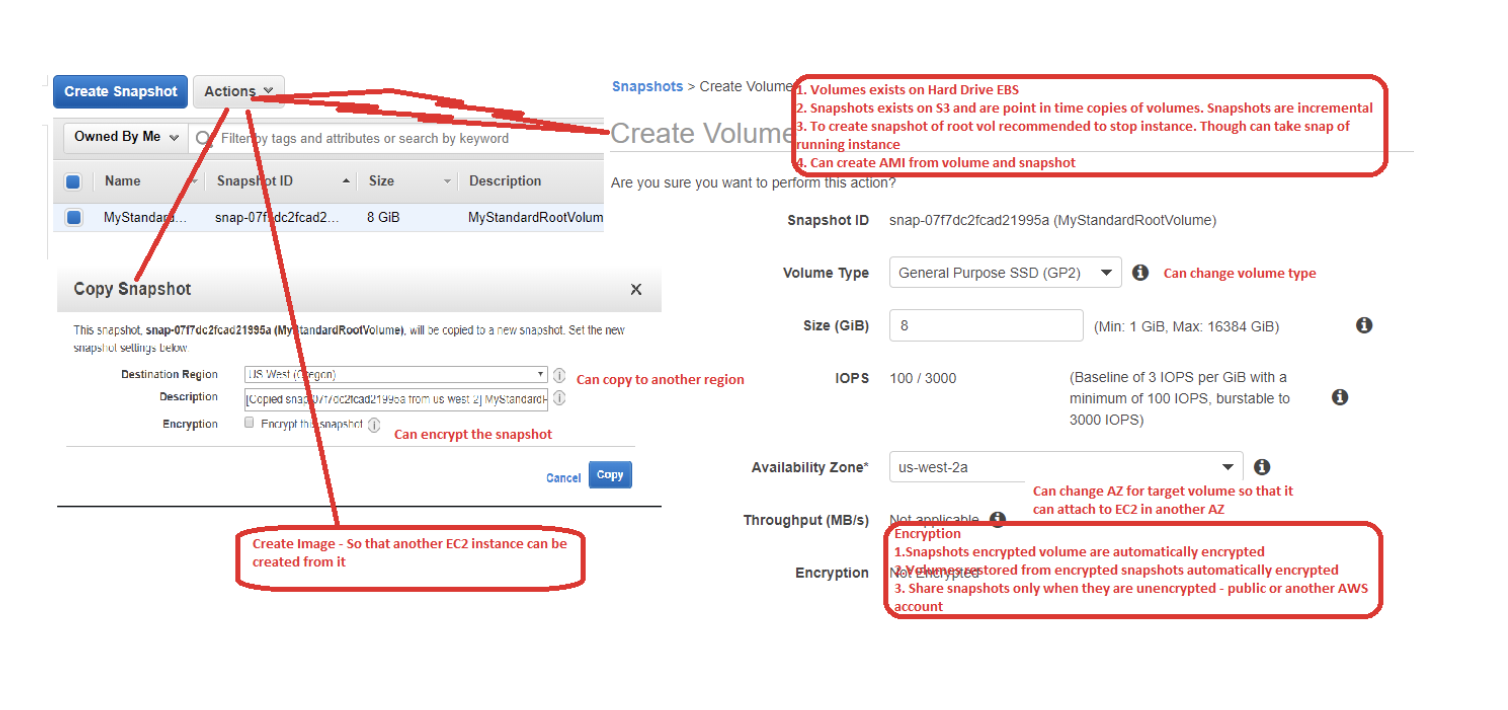 Create Snapshot Actions
Owned By Me Filter by tags and attributes or search by keyword
Name Snapshot ID Size Description
MyStandard... snap-07f7dc2fcad2... 8 GiB MyStandardRootVolum
Copy Snapshot x
This snapshot, snap-07f7dc2fcad21995a (MyStandardRootVolume), will be copied to a new snapshot. Set the new
snapshot settings below.
Destination Region US West (Oregon) Can copy to another region
Description [Copied snap-07f7dc2fcad21995a from us west 2] MyStandardR
Encryption Encrypt this snapshot
Can encrypt the snapshot
Cancel Copy
Create Image - So that another EC2 instance can be
created from it
Snapshots > Create Volume
Create Volume
1. Volumes exists on Hard Drive EBS
2. Snapshots exists on S3 and are point in time copies of volumes. Snapshots are incremental
3. To create snapshot of root vol recommended to stop instance. Though can take snap of
running instance
4. Can create AMI from volume and snapshot
Are you sure you want to perform this action?
Snapshot ID snap-07f7dc2fcad21995a (MyStandardRootVolume)
Volume Type General Purpose SSD (GP2) Can change volume type
Size (GiB) 8 (Min: 1 GiB, Max: 16384 GiB)
IOPS 100 / 3000 (Baseline of 3 IOPS per GiB with a
minimum of 100 IOPS, burstable to
3000 IOPS)
Availability Zone* us-west-2a
Can change AZ for target volume so that it
can attach to EC2 in another AZ
Throughput (MB/s) Not applicable
Encryption Not Encrypted
Encryption
1.Snapshots encrypted volume are automatically encrypted
2.Volumes restored from encrypted snapshots automatically encrypted
3. Share snapshots only when they are unencrypted - public or another AWS
account